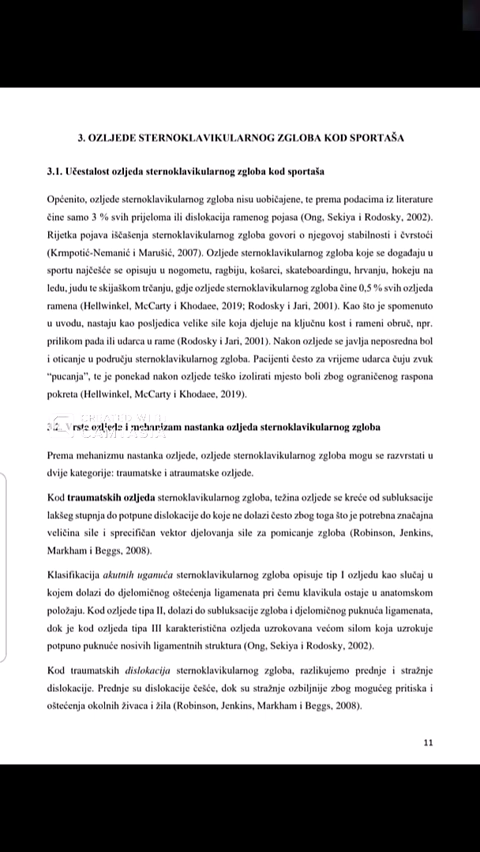 3. OZLJEDE STERNOKLAVIKULARNOG ZGLOBA KOD SPORTAŠA
3.1. Učestalost ozljeda sternoklavikularnog zgloba kod sportaša
Općenito, ozljede sternoklavikularnog zgloba nisu uobičajene, te prema podacima iz literature
čine samo 3 % svih prijeloma ili dislokacija ramenog pojasa (Ong, Sekiya i Rodosky, 2002).
Rijetka pojava iščašenja sternoklavikularnog zgloba govori o njegovoj stabilnosti i čvrstoći
(Krmpotić-Nemanić i Marušić, 2007). Ozljede sternoklavikularnog zgloba koje se događaju u
sportu najčešće se opisuju u nogometu, ragbiju, košarci, skateboardingu, hrvanju, hokeju na
ledu, judu te skijaškom trčanju, gdje ozljede sternoklavikularnog zgloba čine 0,5 % svih ozljeda
ramena (Hellwinkel, McCarty i Khodaee, 2019; Rodosky i Jari, 2001). Kao što je spomenuto
u uvodu, nastaju kao posljedica velike sile koja djeluje na ključnu kost i rameni obruč, npr.
prilikom pada ili udarca u rame (Rodosky i Jari, 2001). Nakon ozljede se javlja neposredna bol
i oticanje u području sternoklavikularnog zgloba. Pacijenti često za vrijeme udarca čuju zvuk
“pucanja”, te je ponekad nakon ozljede teško izolirati mjesto boli zbog ograničenog raspona
pokreta (Hellwinkel, McCarty i Khodaee, 2019).
3.2. Vrste ozljeda i mehanizam nastanka ozljeda sternoklavikularnog zgloba
Prema mehanizmu nastanka ozljede, ozljede sternoklavikularnog zgloba mogu se razvrstati u
dvije kategorije: traumatske i atraumatske ozljede.
Kod traumatskih ozljeda sternoklavikularnog zgloba, težina ozljede se kreće od subluksacije
lakšeg stupnja do potpune dislokacije do koje ne dolazi često zbog toga što je potrebna značajna
veličina sile i sprecifičan vektor djelovanja sile za pomicanje zgloba (Robinson, Jenkins,
Markham i Beggs, 2008).
Klasifikacija akutnih uganuća sternoklavikularnog zgloba opisuje tip I ozljedu kao slučaj u
kojem dolazi do djelomičnog oštećenja ligamenata pri čemu klavikula ostaje u anatomskom
položaju. Kod ozljede tipa II, dolazi do subluksacije zgloba i djelomičnog puknuća ligamenata,
dok je kod ozljeda tipa III karakteristična ozljeda uzrokovana većom silom koja uzrokuje
potpuno puknuće nosivih ligamentnih struktura (Ong, Sekiya i Rodosky, 2002).
Kod traumatskih dislokacija sternoklavikularnog zgloba, razlikujemo prednje i stražnje
dislokacije. Prednje su dislokacije češće, dok su stražnje ozbiljnije zbog mogućeg pritiska i
oštećenja okolnih živaca i žila (Robinson, Jenkins, Markham i Beggs, 2008).
11